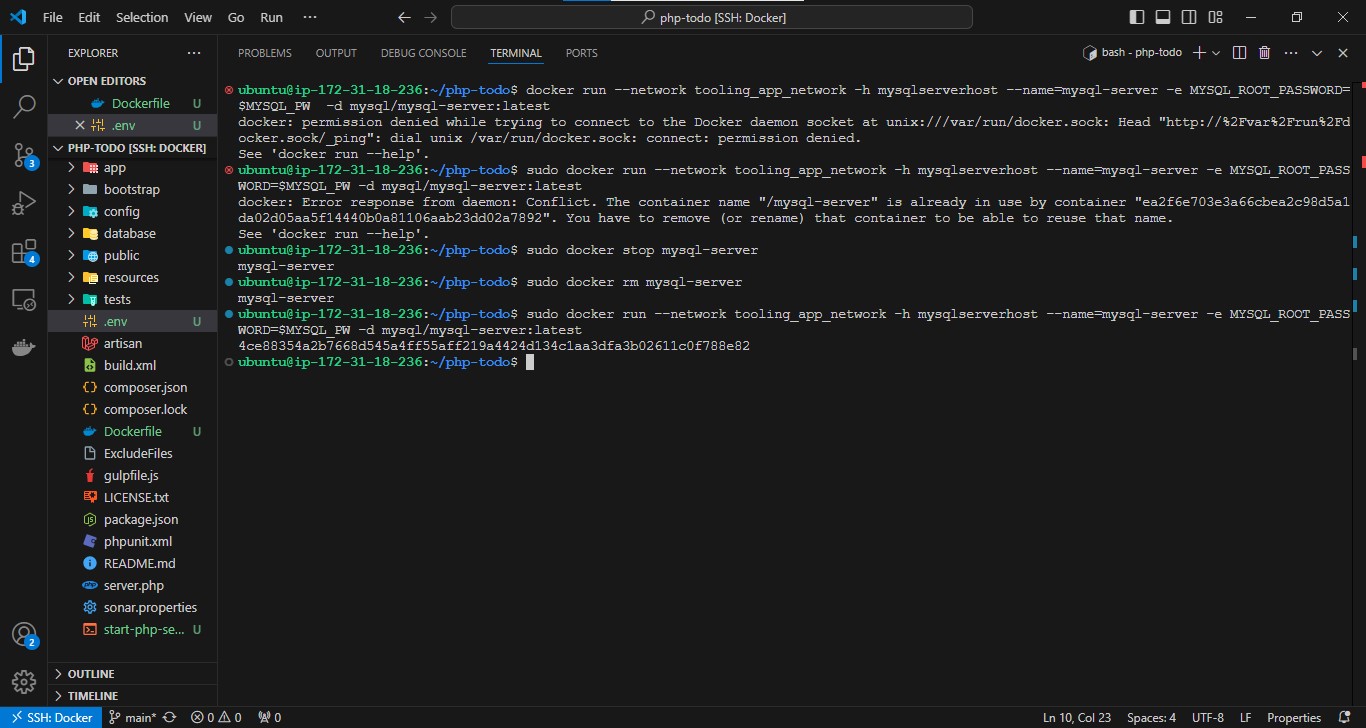 File Edit Selection View Go Run ··· php-todo [SSH: Docker]
EXPLORER ···
OPEN EDITORS
Dockerfile U
.env U
PHP-TODO [SSH: DOCKER]
app
bootstrap
config
database
public
resources
tests
.env U
artisan
build.xml
composer.json
composer.lock
Dockerfile U
ExcludeFiles
gulpfile.js
LICENSE.txt
package.json
phpunit.xml
README.md
server.php
sonar.properties
start-php-se... U
OUTLINE
TIMELINE
3
4
2
PROBLEMS OUTPUT DEBUG CONSOLE TERMINAL PORTS bash - php-todo
ubuntu@ip-172-31-18-236:~/php-todo$ docker run --network tooling_app_network -h mysqlserverhost --name=mysql-server -e MYSQL_ROOT_PASSWORD=
$MYSQL_PW  -d mysql/mysql-server:latest
docker: permission denied while trying to connect to the Docker daemon socket at unix:///var/run/docker.sock: Head "http://%2Fvar%2Frun%2Fd
ocker.sock/_ping": dial unix /var/run/docker.sock: connect: permission denied.
See 'docker run --help'.
ubuntu@ip-172-31-18-236:~/php-todo$ sudo docker run --network tooling_app_network -h mysqlserverhost --name=mysql-server -e MYSQL_ROOT_PASS
WORD=$MYSQL_PW -d mysql/mysql-server:latest
docker: Error response from daemon: Conflict. The container name "/mysql-server" is already in use by container "ea2f6e703e3a66cbea2c98d5a1
da02d05aa5f14440b0a81106aab23dd02a7892". You have to remove (or rename) that container to be able to reuse that name.
See 'docker run --help'.
ubuntu@ip-172-31-18-236:~/php-todo$ sudo docker stop mysql-server
mysql-server
ubuntu@ip-172-31-18-236:~/php-todo$ sudo docker rm mysql-server
mysql-server
ubuntu@ip-172-31-18-236:~/php-todo$ sudo docker run --network tooling_app_network -h mysqlserverhost --name=mysql-server -e MYSQL_ROOT_PASS
WORD=$MYSQL_PW -d mysql/mysql-server:latest
4ce88354a2b7668d545a4ff55aff219a4424d134c1aa3dfa3b02611c0f788e82
ubuntu@ip-172-31-18-236:~/php-todo$
SSH: Docker main* 0 0 0 Ln 10, Col 23 Spaces: 4 UTF-8 LF Properties